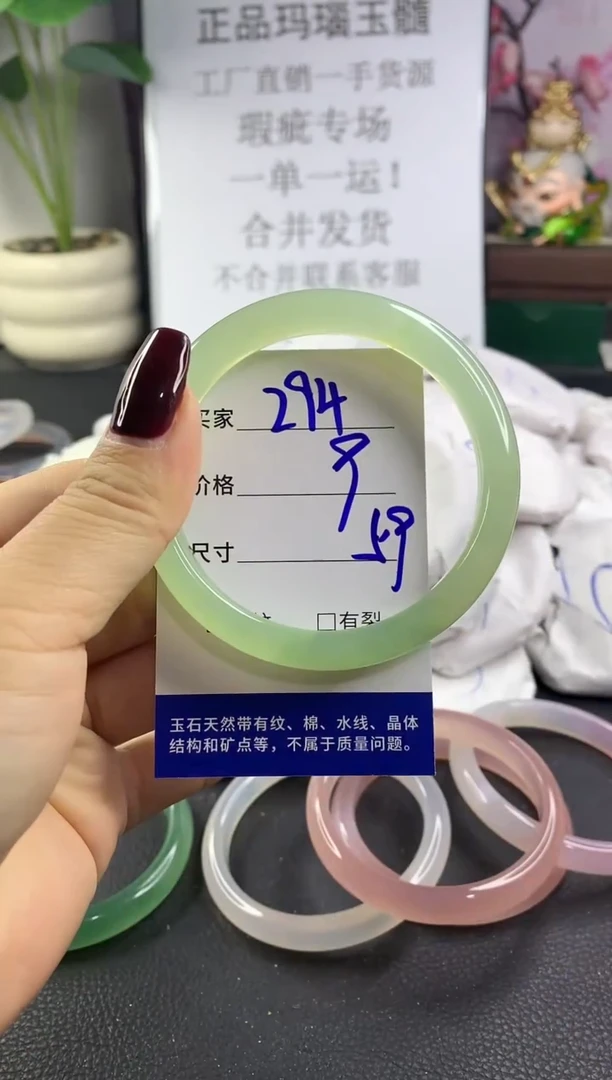 正品玛瑙玉髓
工厂直销一手货源
瑕疵专场
一单一运！
合并发货
不合并联系客服
买家 294
价格 9
尺寸 59
□有裂
玉石天然带有纹、棉、水线、晶体
结构和矿点等，不属于质量问题。